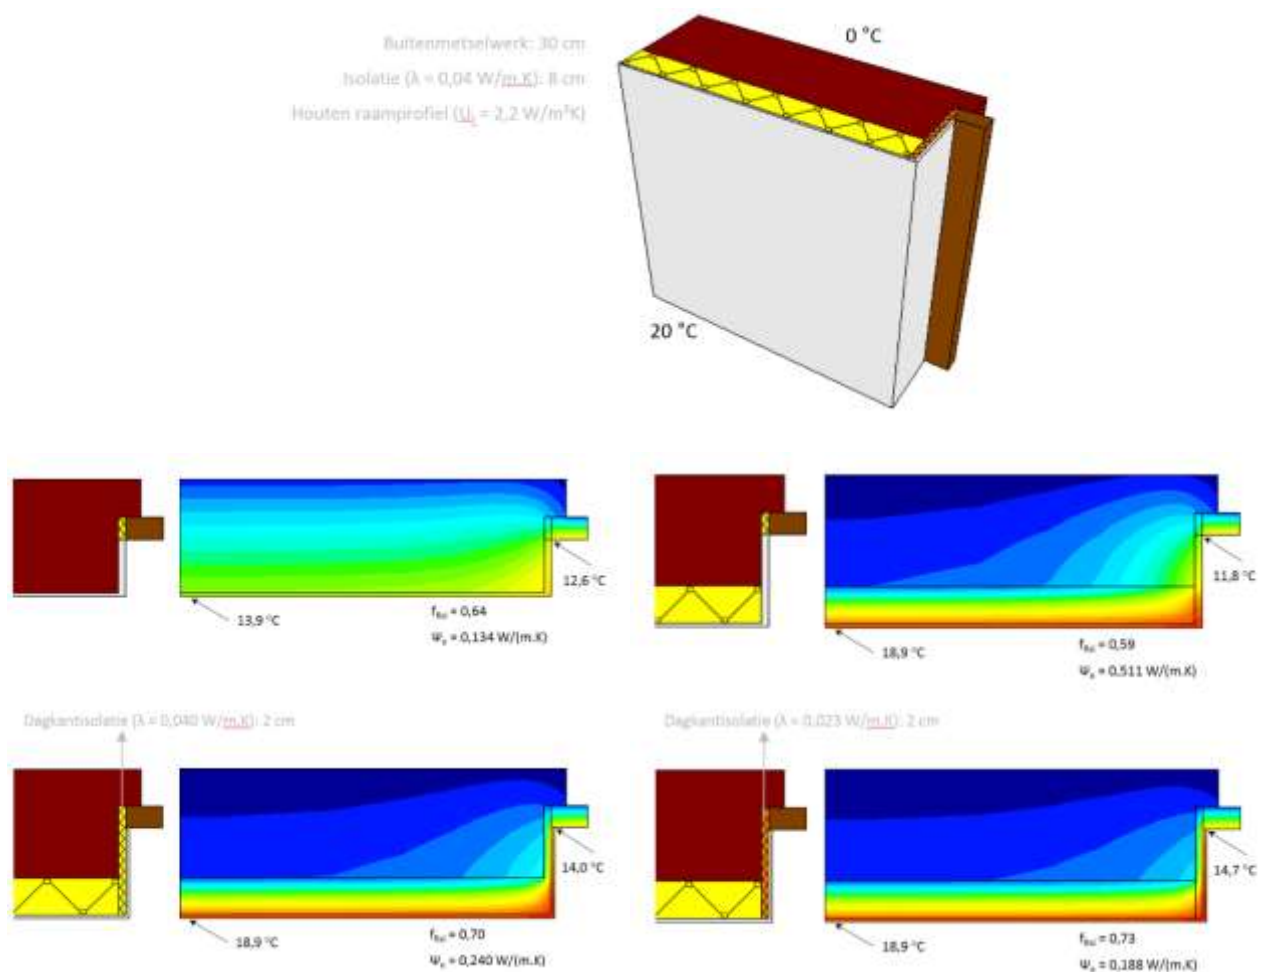 Buitenmetselwerk: 30 cm
Isolatie (λ = 0,04 W/m.K): 8 cm
Houten raamprofiel (Uf = 2,2 W/m²K)
0 °C
20 °C
12,6 °C
13,9 °C
fRsi = 0,64
Ψe = 0,134 W/(m.K)
11,8 °C
18,9 °C
fRsi = 0,59
Ψe = 0,511 W/(m.K)
Dagkantisolatie (λ = 0,040 W/m.K): 2 cm
14,0 °C
18,9 °C
fRsi = 0,70
Ψe = 0,240 W/(m.K)
Dagkantisolatie (λ = 0,023 W/m.K): 2 cm
14,7 °C
18,9 °C
fRsi = 0,73
Ψe = 0,188 W/(m.K)